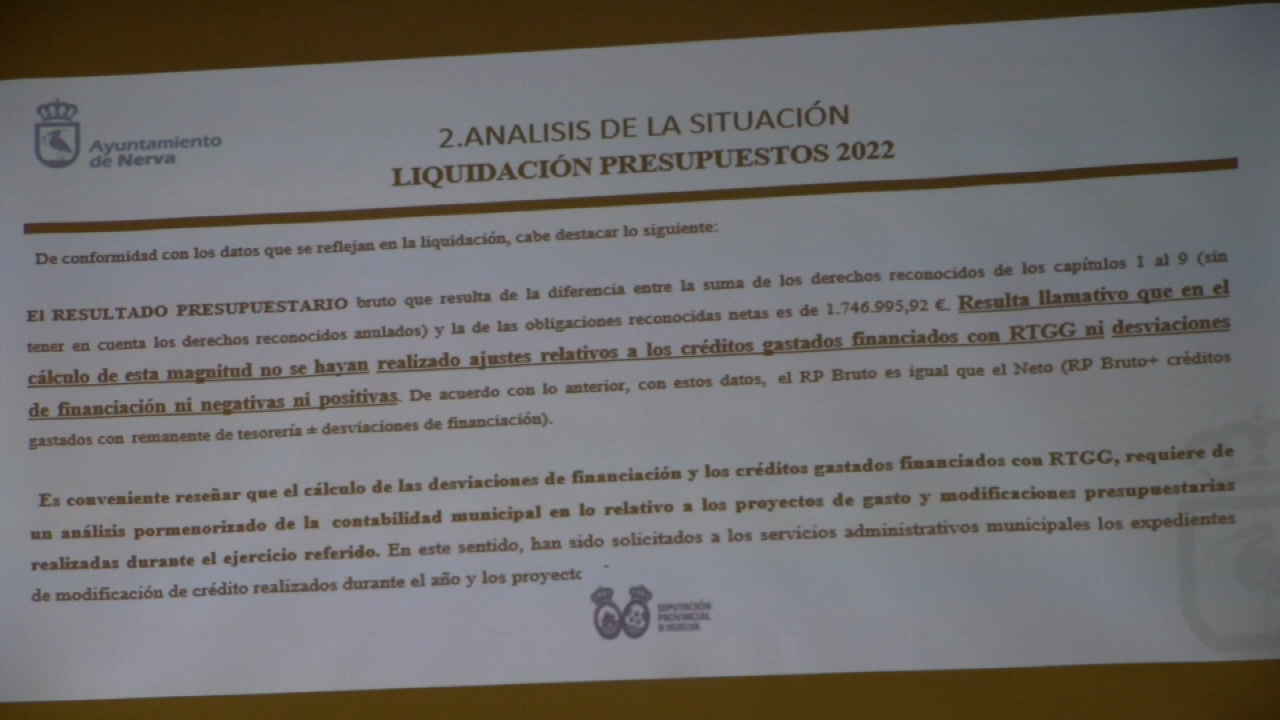 Ayuntamiento
de Nerva
2.ANALISIS DE LA SITUACIÓN
LIQUIDACIÓN PRESUPUESTOS 2022
De conformidad con los datos que se reflejan en la liquidación, cabe destacar lo siguiente:
El RESULTADO PRESUPUESTARIO bruto que resulta de la diferencia entre la suma de los derechos reconocidos de los capítulos 1 al 9 (sin
tener en cuenta los derechos reconocidos anulados) y la de las obligaciones reconocidas netas es de 1.746.995,92 €. Resulta llamativo que en el
cálculo de esta magnitud no se hayan realizado ajustes relativos a los créditos gastados financiados con RTGG ni desviaciones
de financiación ni negativas ni positivas. De acuerdo con lo anterior, con estos datos, el RP Bruto es igual que el Neto (RP Bruto+ créditos
gastados con remanente de tesorería ± desviaciones de financiación).
Es conveniente reseñar que el cálculo de las desviaciones de financiación y los créditos gastados financiados con RTGG, requiere de
un análisis pormenorizado de la contabilidad municipal en lo relativo a los proyectos de gasto y modificaciones presupuestarias
realizadas durante el ejercicio referido. En este sentido, han sido solicitados a los servicios administrativos municipales los expedientes
de modificación de crédito realizados durante el año y los proyecto
DIPUTACIÓN
PROVINCIAL
D HUELVA